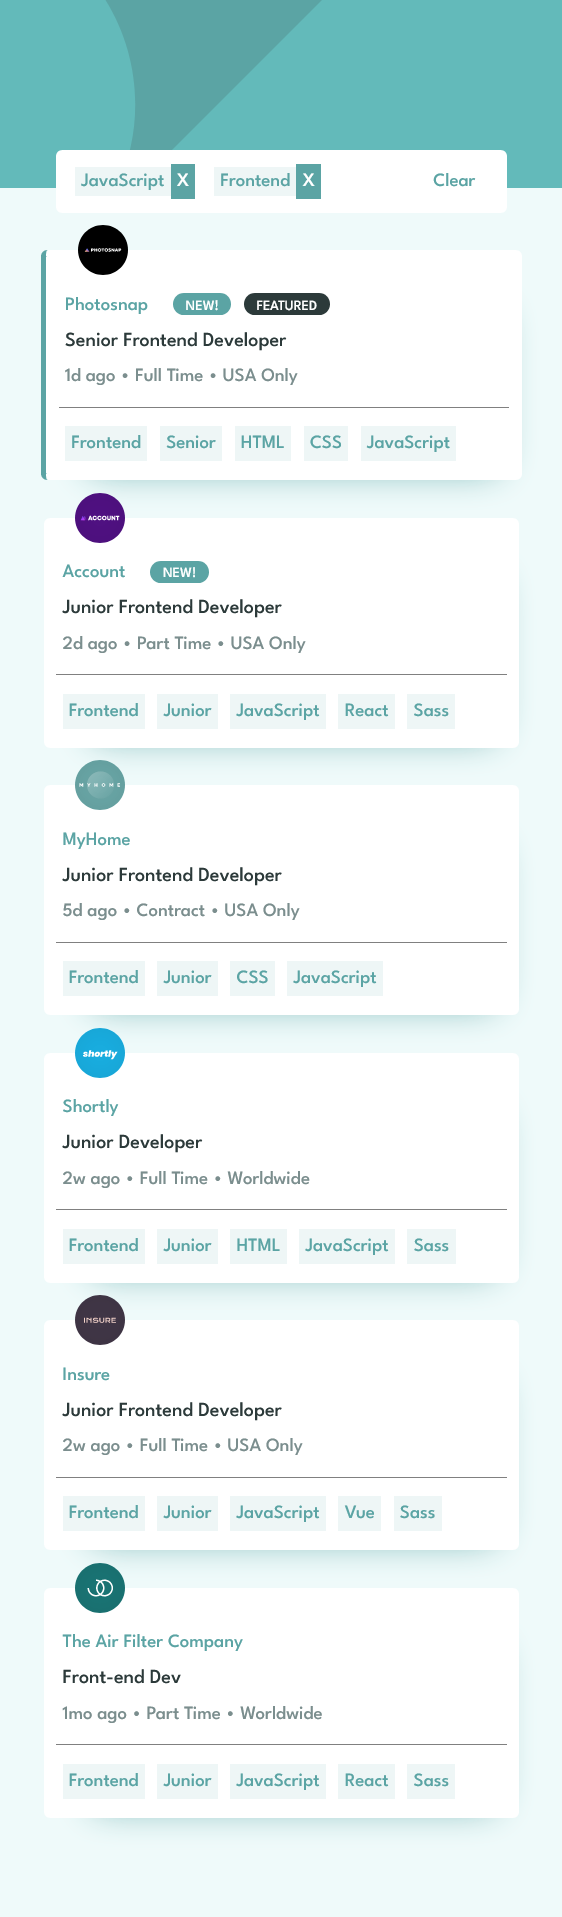 JavaScript X Frontend X Clear
PHOTOSNAP
Photosnap NEW! FEATURED
Senior Frontend Developer
1d ago • Full Time • USA Only
Frontend Senior HTML CSS JavaScript
ACCOUNT
Account NEW!
Junior Frontend Developer
2d ago • Part Time • USA Only
Frontend Junior JavaScript React Sass
MYHOME
MyHome
Junior Frontend Developer
5d ago • Contract • USA Only
Frontend Junior CSS JavaScript
shortly
Shortly
Junior Developer
2w ago • Full Time • Worldwide
Frontend Junior HTML JavaScript Sass
INSURE
Insure
Junior Frontend Developer
2w ago • Full Time • USA Only
Frontend Junior JavaScript Vue Sass
The Air Filter Company
Front-end Dev
1mo ago • Part Time • Worldwide
Frontend Junior JavaScript React Sass